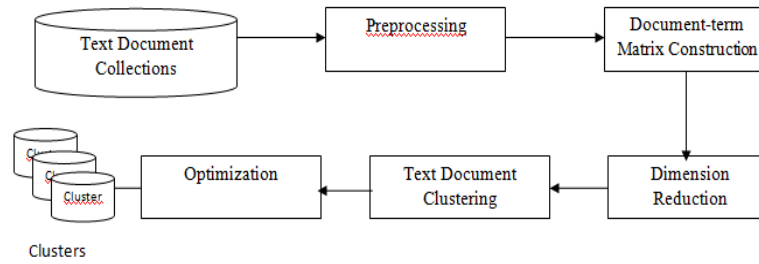 Text Document
Collections
Preprocessing
Document-term
Matrix Construction
Dimension
Reduction
Text Document
Clustering
Optimization
Cluster
Clusters